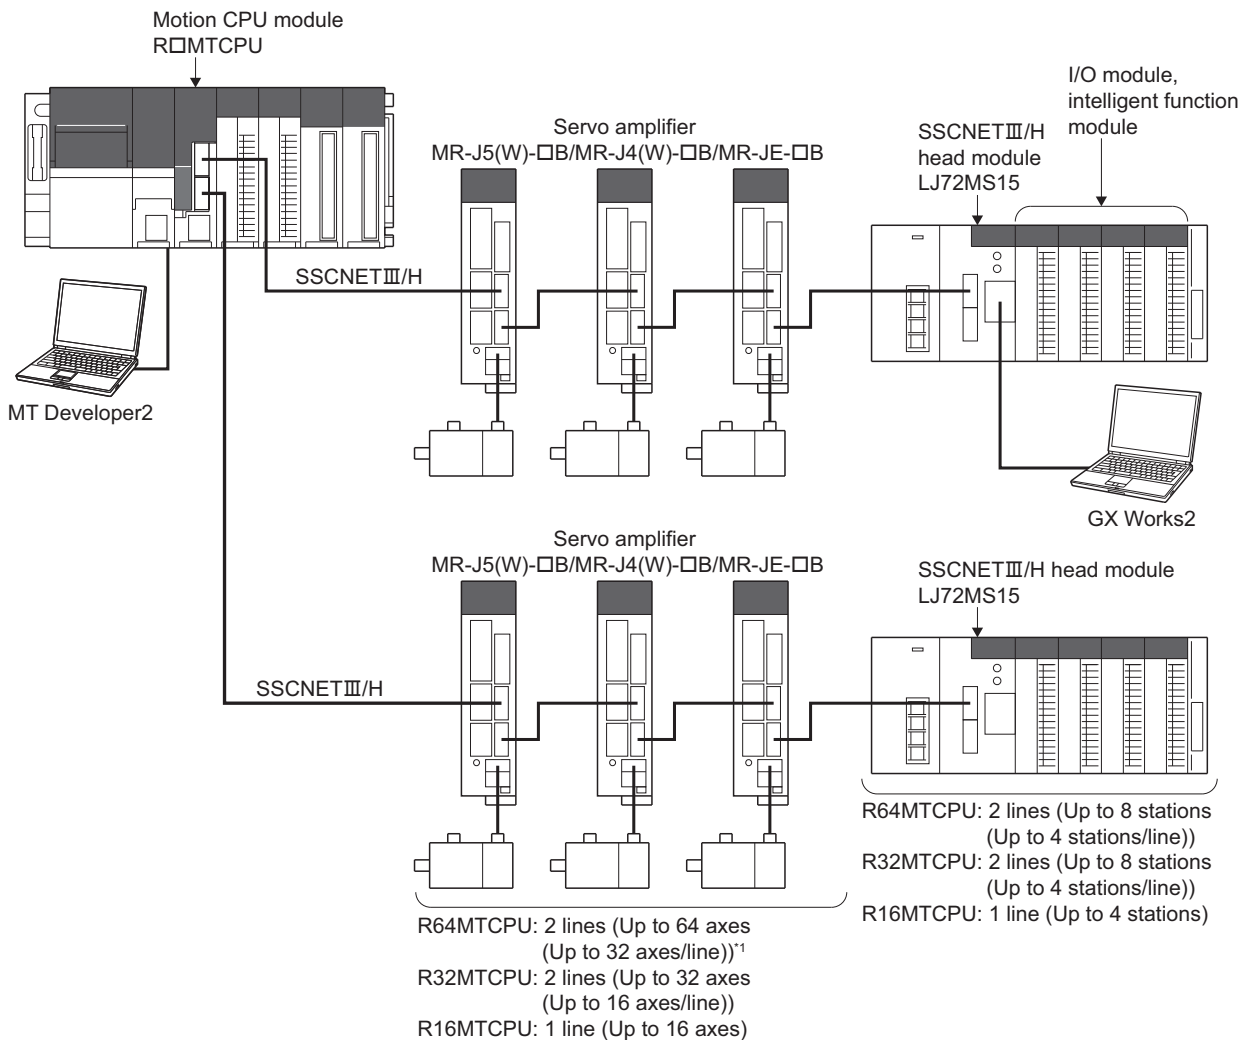 Motion CPU module
R□MTCPU
I/O module,
intelligent function
module
Servo amplifier
MR-J5(W)-□B/MR-J4(W)-□B/MR-JE-□B
SSCNETⅢ/H
head module
LJ72MS15
SSCNETⅢ/H
MT Developer2
GX Works2
Servo amplifier
MR-J5(W)-□B/MR-J4(W)-□B/MR-JE-□B
SSCNETⅢ/H head module
LJ72MS15
SSCNETⅢ/H
R64MTCPU: 2 lines (Up to 8 stations
(Up to 4 stations/line))
R32MTCPU: 2 lines (Up to 8 stations
(Up to 4 stations/line))
R16MTCPU: 1 line (Up to 4 stations)
R64MTCPU: 2 lines (Up to 64 axes
(Up to 32 axes/line))*1
R32MTCPU: 2 lines (Up to 32 axes
(Up to 16 axes/line))
R16MTCPU: 1 line (Up to 16 axes)